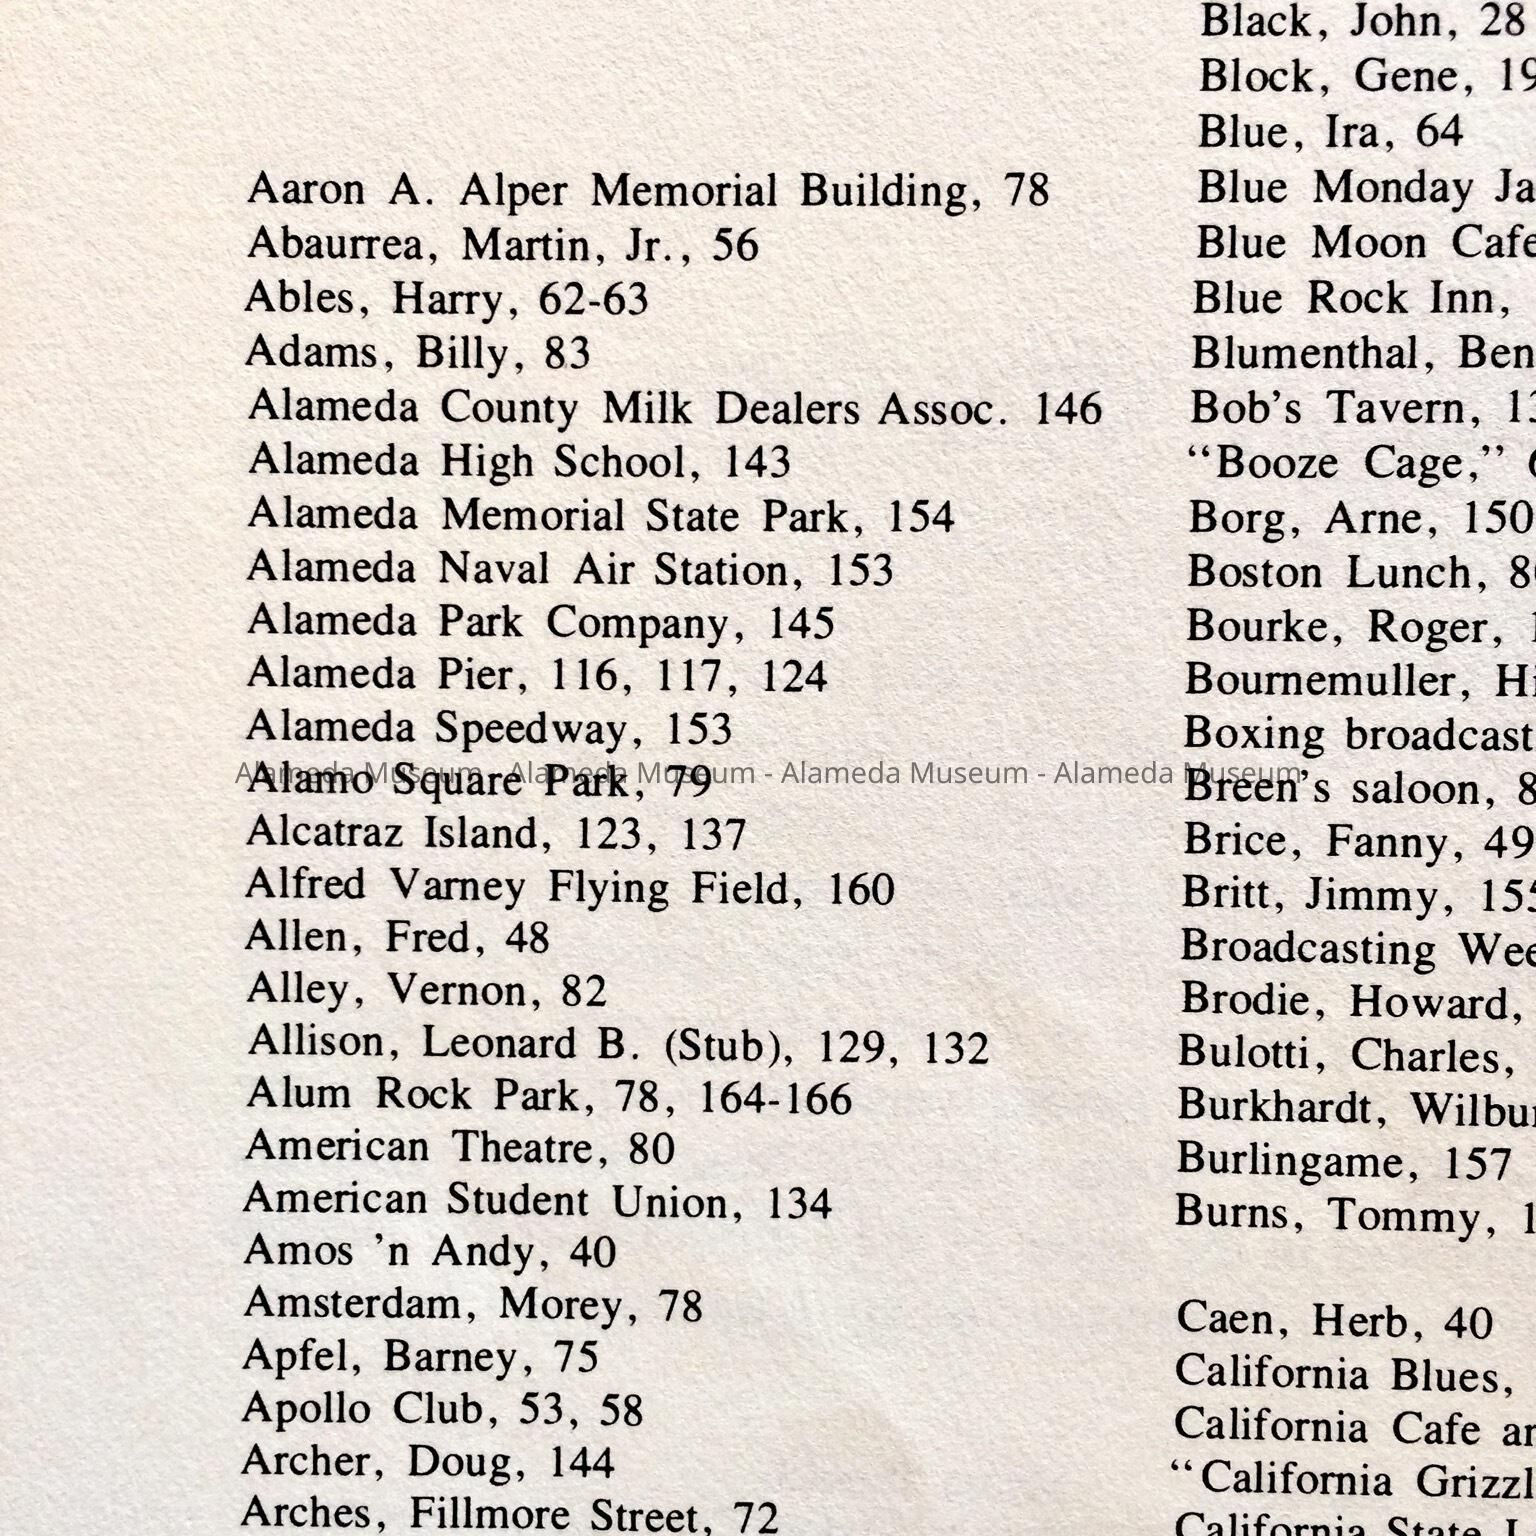 Aaron A. Alper Memorial Building, 78
Abaurrea, Martin, Jr., 56
Ables, Harry, 62-63
Adams, Billy, 83
Alameda County Milk Dealers Assoc. 146
Alameda High School, 143
Alameda Memorial State Park, 154
Alameda Naval Air Station, 153
Alameda Park Company, 145
Alameda Pier, 116, 117, 124
Alameda Speedway, 153
Alameda Museum - Alameda Museum - Alameda Museum - Alameda Museum
Alamo Square Park, 79
Alcatraz Island, 123, 137
Alfred Varney Flying Field, 160
Allen, Fred, 48
Alley, Vernon, 82
Allison, Leonard B. (Stub), 129, 132
Alum Rock Park, 78, 164-166
American Theatre, 80
American Student Union, 134
Amos 'n Andy, 40
Amsterdam, Morey, 78
Apfel, Barney, 75
Apollo Club, 53, 58
Archer, Doug, 144
Arches, Fillmore Street, 72
Black, John, 28
Block, Gene,
Blue, Ira, 64
Blue Monday
Blue Moon
Blue Rock Inn,
Blumenthal, Ben
Bob's Tavern,
“Booze Cage,”
Borg, Arne, 150
Boston Lunch,
Bourke, Roger,
Bournemuller,
Boxing broadcast
Breen's saloon,
Brice, Fanny, 49
Britt, Jimmy,
Broadcasting
Brodie, Howard,
Bulotti, Charles,
Burkhardt,
Burlingame, 157
Burns, Tommy,
Caen, Herb, 40
California Blues,
California Cafe
“California
California State